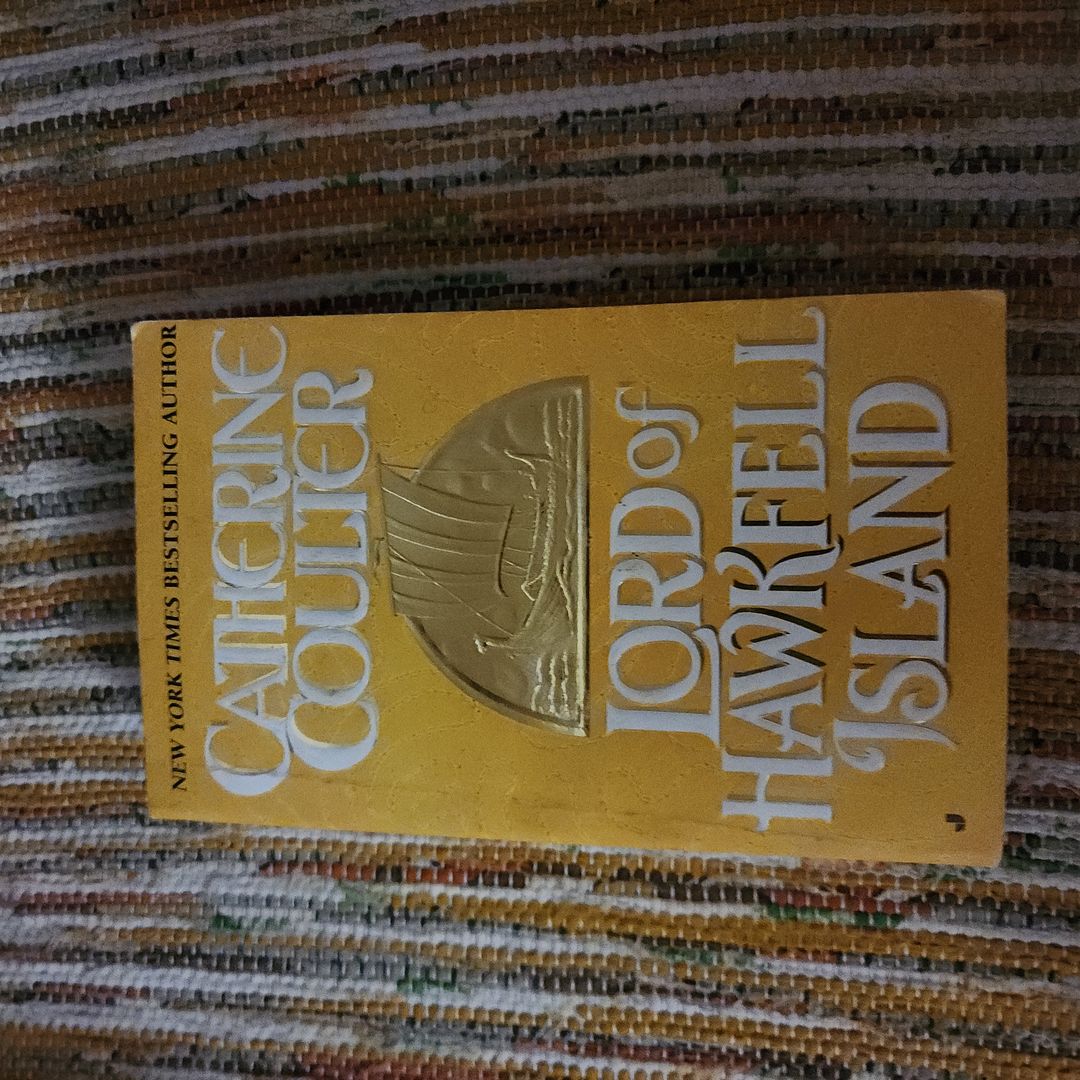 NEW YORK TIMES BESTSELLING AUTHOR
CATHERINE
COULTER
LORD of
HAWKFELL
ISLAND
J